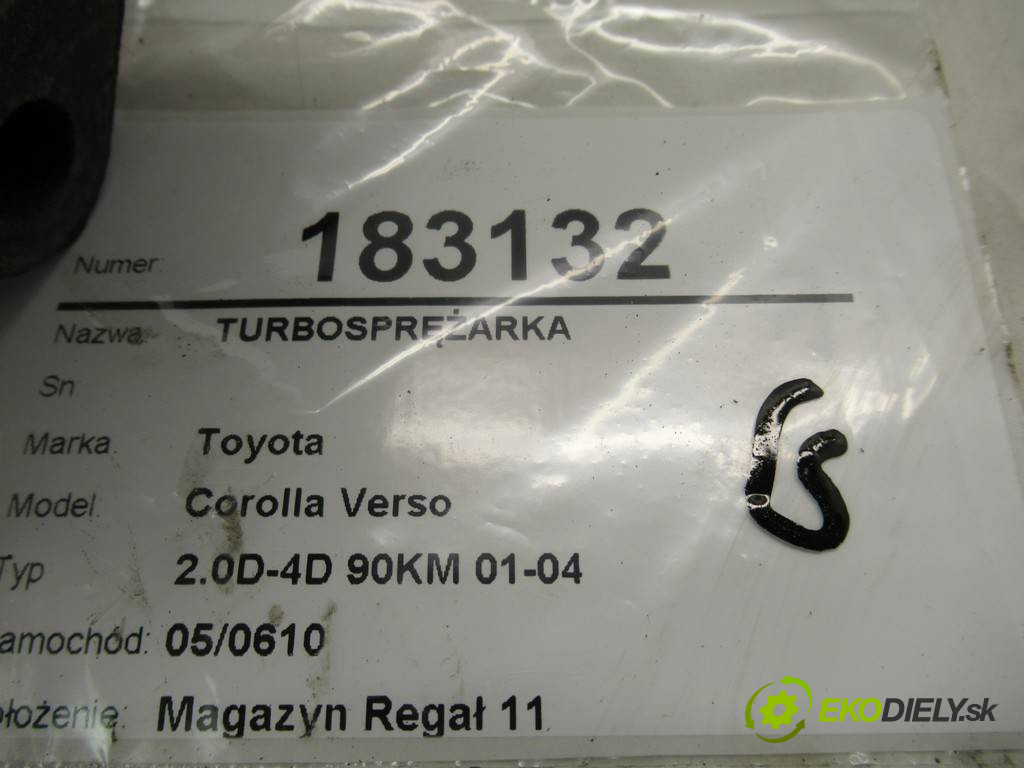 Numer: 183132
Nazwa: TURBOSPRĘŻARKA
Sn
Marka: Toyota
Model: Corolla Verso
Typ 2.0D-4D 90KM 01-04
amochód: 05/0610
ołożenie: Magazyn Regał 11
EKODIELY.sk